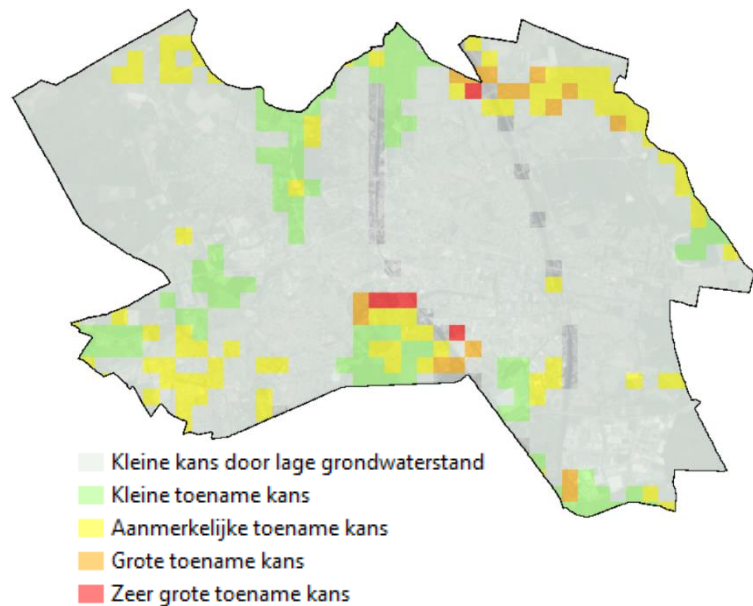 Kleine kans door lage grondwaterstand
Kleine toename kans
Aanmerkelijke toename kans
Grote toename kans
Zeer grote toename kans